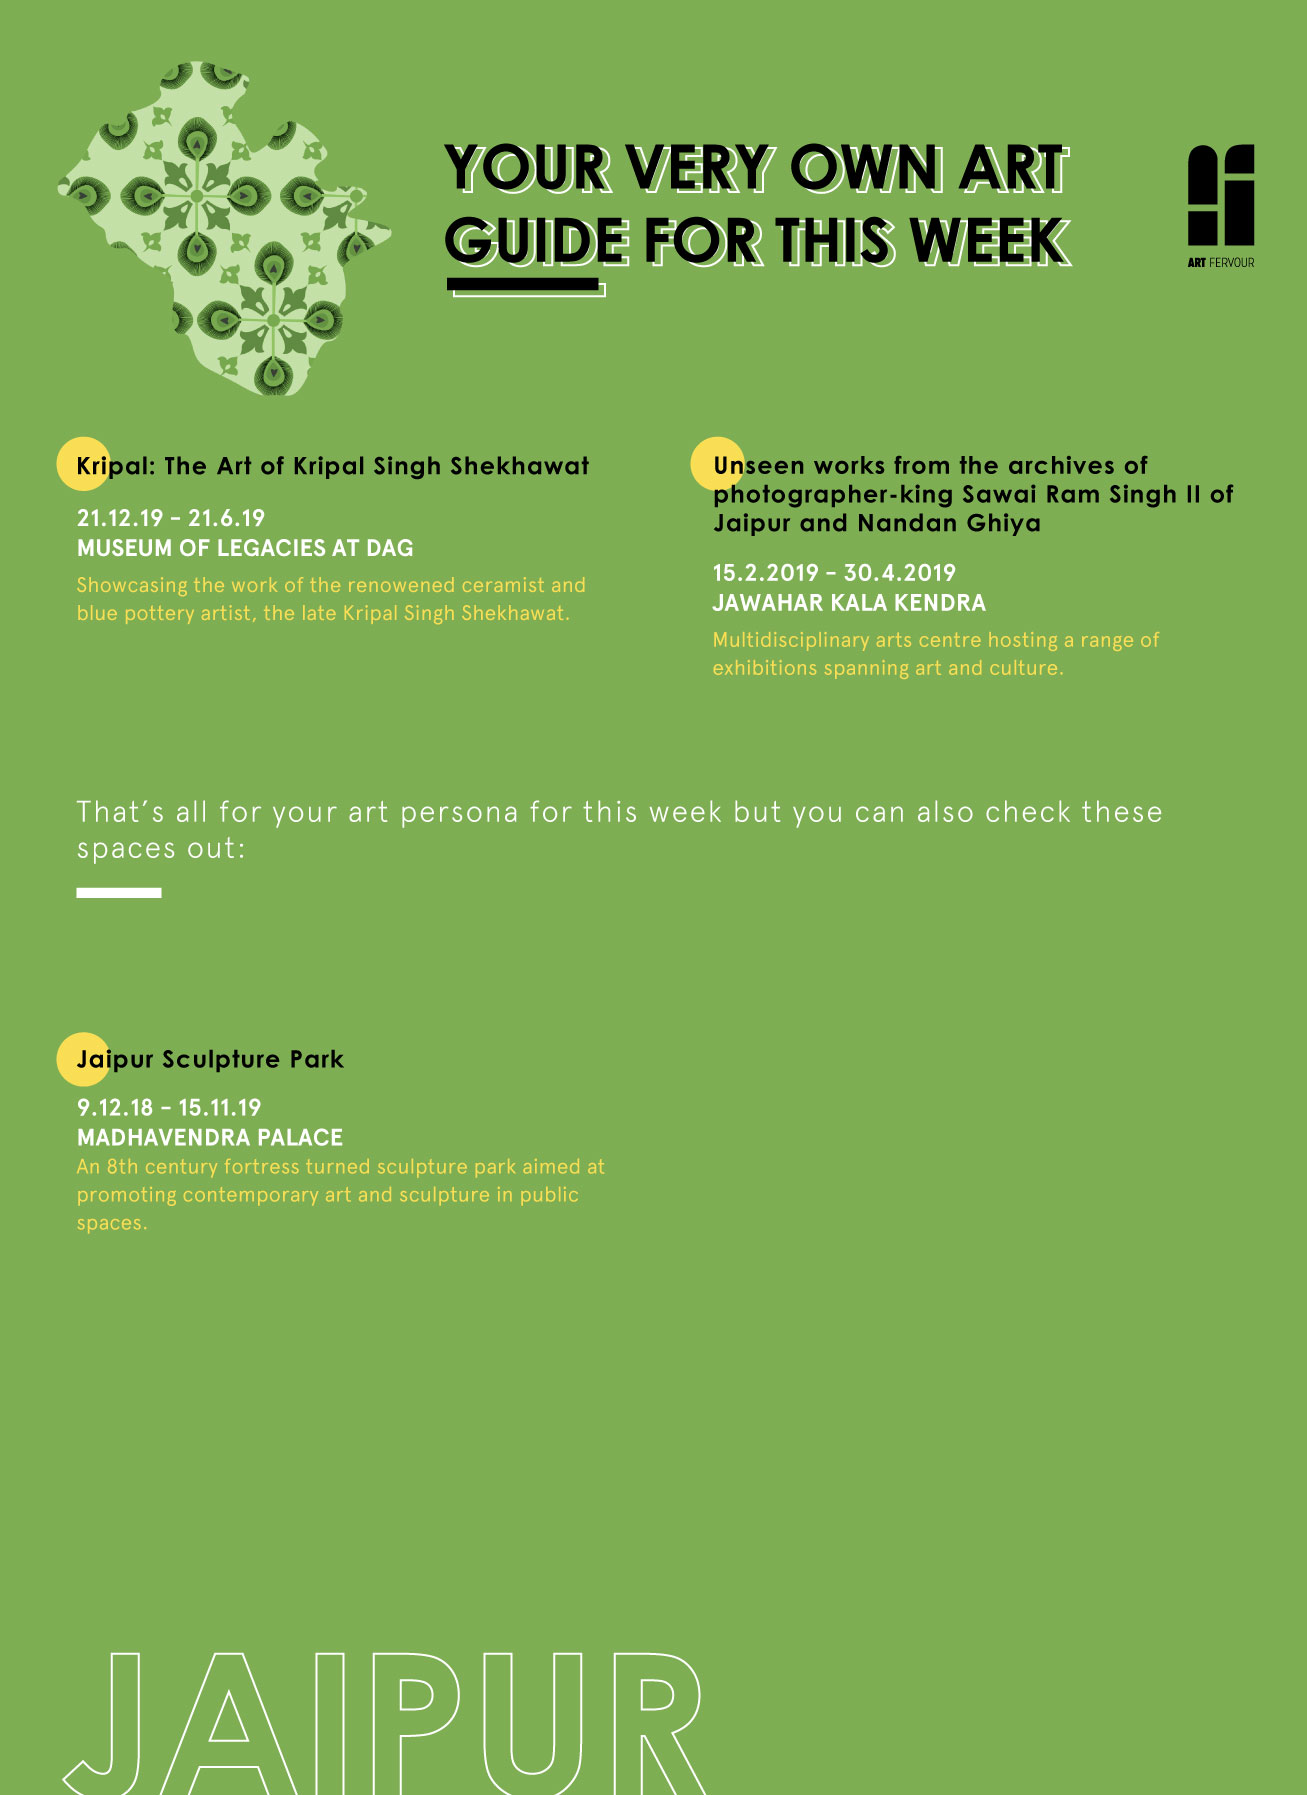 YOUR VERY OWN ART
GUIDE FOR THIS WEEK
ART FERVOUR
Kripal: The Art of Kripal Singh Shekhawat
21.12.19 - 21.6.19
MUSEUM OF LEGACIES AT DAG
Showcasing the work of the renowened ceramist and
blue pottery artist, the late Kripal Singh Shekhawat.
Unseen works from the archives of
photographer-king Sawai Ram Singh II of
Jaipur and Nandan Ghiya
15.2.2019 - 30.4.2019
JAWAHAR KALA KENDRA
Multidisciplinary arts centre hosting a range of
exhibitions spanning art and culture.
That's all for your art persona for this week but you can also check these
spaces out:
Jaipur Sculpture Park
9.12.18 - 15.11.19
MADHAVENDRA PALACE
An 8th century fortress turned sculpture park aimed at
promoting contemporary art and sculpture in public
spaces.
JAIPUR